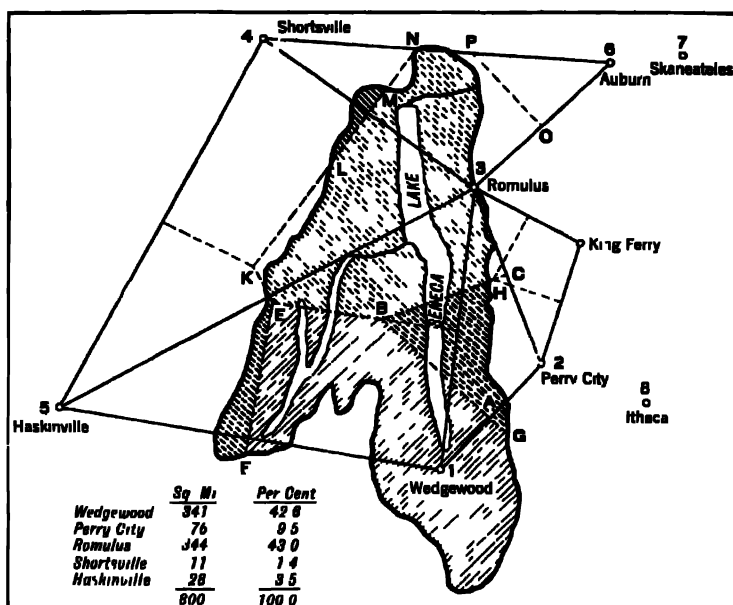 4 Shortsville
N P
6
7
Auburn
Skaneateles
M
O
L
LAKE
3
Romulus
King Ferry
K
C
H
E
B
SENECA
2
Perry City
5
Haskinville
A
G
8
Ithaca
F
1
Wedgewood
Sq Mi Per Cent
Wedgewood 341 42 6
Perry City 76 9 5
Romulus 344 43 0
Shortsville 11 1 4
Haskinville 28 3 5
800 100 0